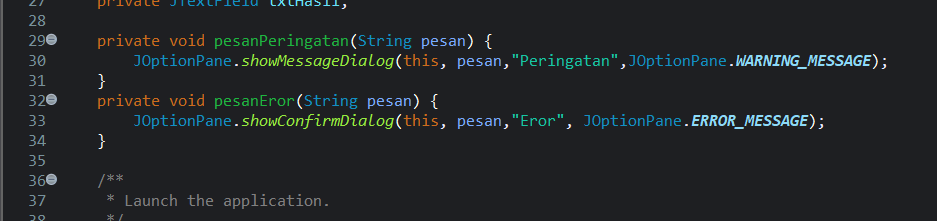 27 private JTextField txtHasil;
28
29 private void pesanPeringatan(String pesan) {
30 JOptionPane.showMessageDialog(this, pesan,"Peringatan",JOptionPane.WARNING_MESSAGE);
31 }
32 private void pesanEror(String pesan) {
33 JOptionPane.showConfirmDialog(this, pesan,"Eror", JOptionPane.ERROR_MESSAGE);
34 }
35
36 /**
37 * Launch the application.
38 */